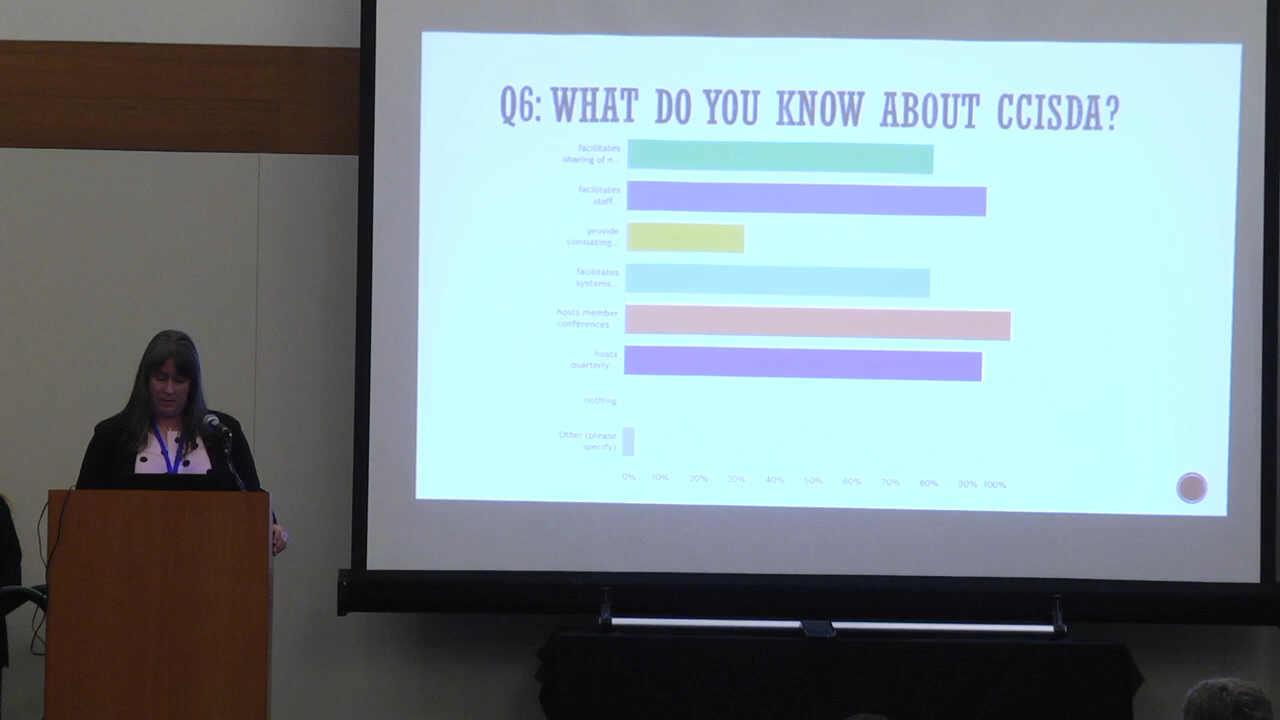 Q6: WHAT DO YOU KNOW ABOUT CCISDA?
facilitates
sharing of n...
facilitates
staff...
provide
consulting...
facilitates
systems...
hosts member
conferences...
hosts
quarterly...
nothing
Other (please
specify)
0% 10% 20% 30% 40% 50% 60% 70% 80% 90% 100%